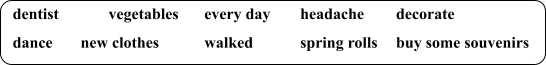 dentist vegetables every day headache decorate
dance new clothes walked spring rolls buy some souvenirs